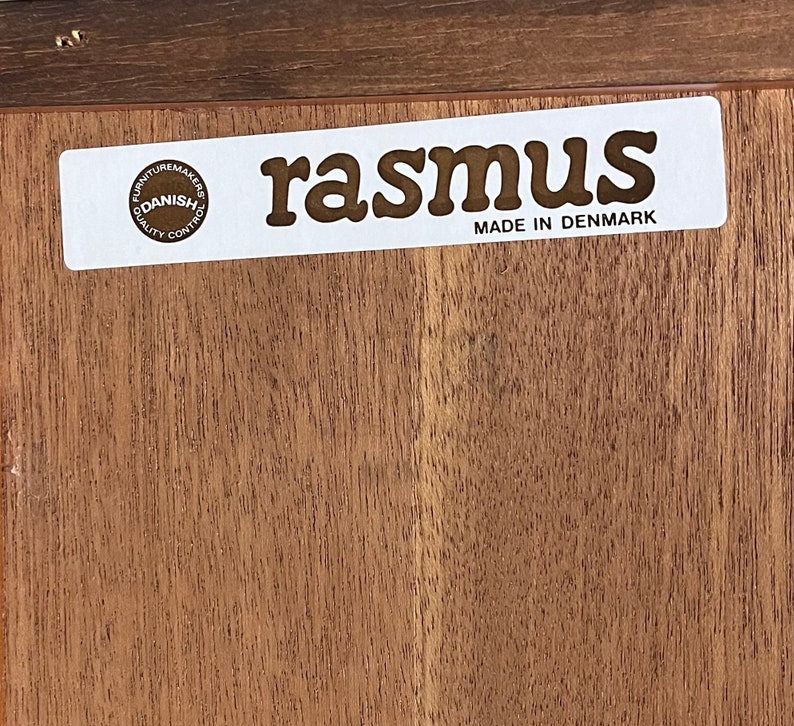 FURNITUREMAKERS'
DANISH
QUALITY CONTROL
rasmus
MADE IN DENMARK